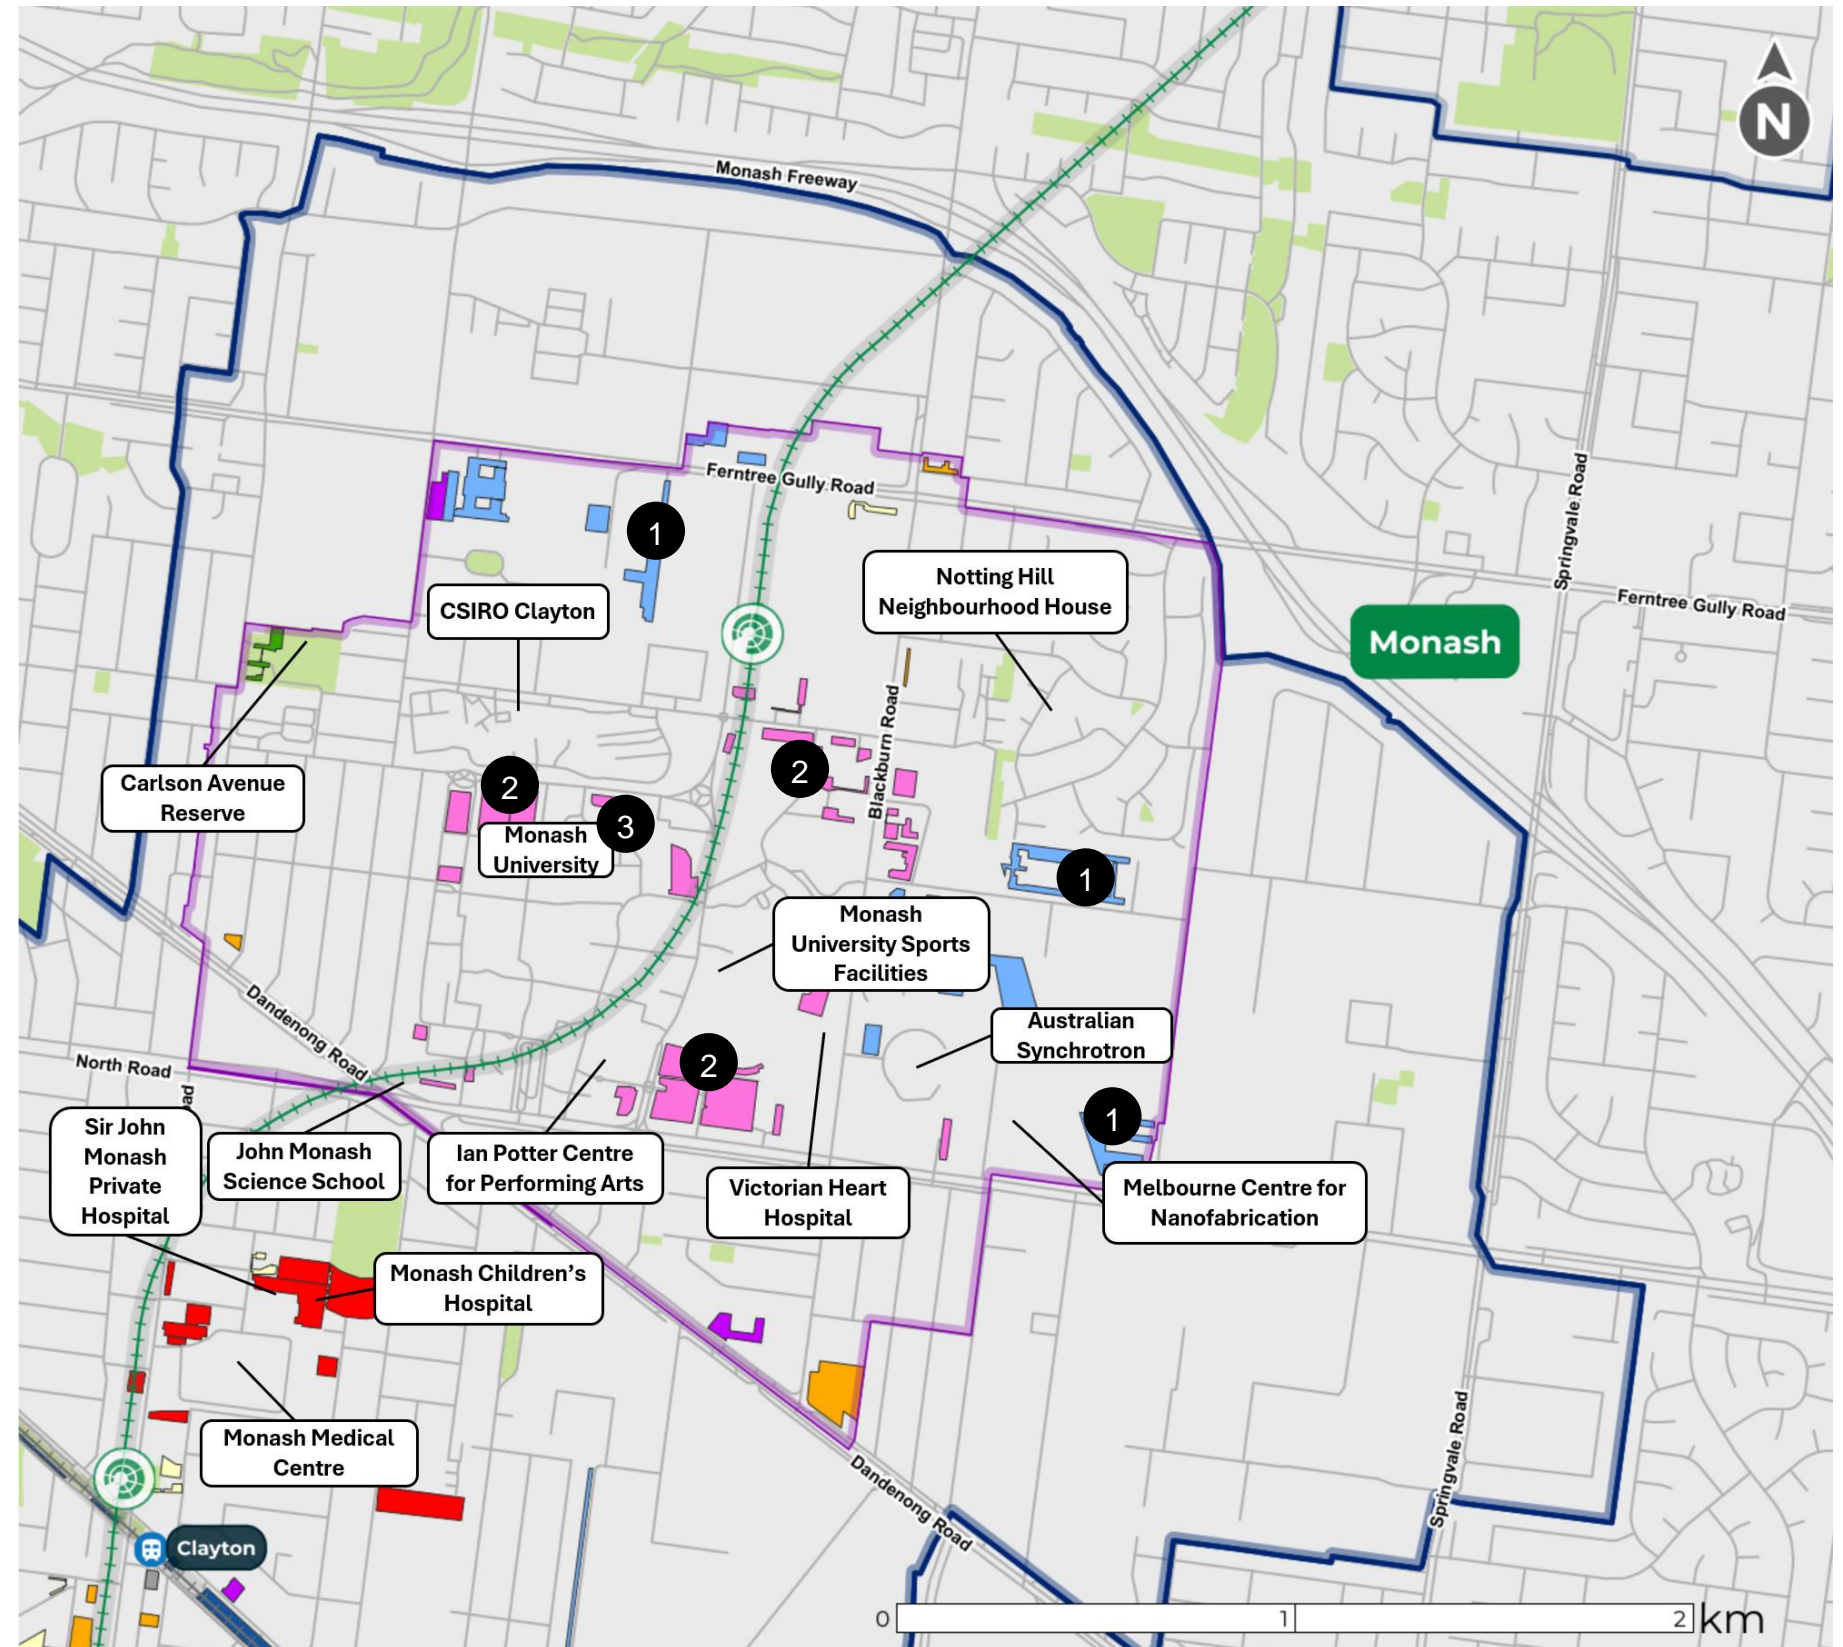 N
Monash Freeway
Springvale Road
Ferntree Gully Road
1
Notting Hill
Neighbourhood House
CSIRO Clayton
Ferntree Gully Road
Monash
Blackburn Road
Carlson Avenue
Reserve
2
2
3
Monash
University
1
Monash
University Sports
Facilities
Dandenong Road
Australian
Synchrotron
North Road
oad
2
1
Sir John
Monash
Private
Hospital
John Monash
Science School
Ian Potter Centre
for Performing Arts
Victorian Heart
Hospital
Melbourne Centre for
Nanofabrication
Monash Children's
Hospital
Monash Medical
Centre
Springvale Road
Dandenong Road
Clayton
0
1
2
km